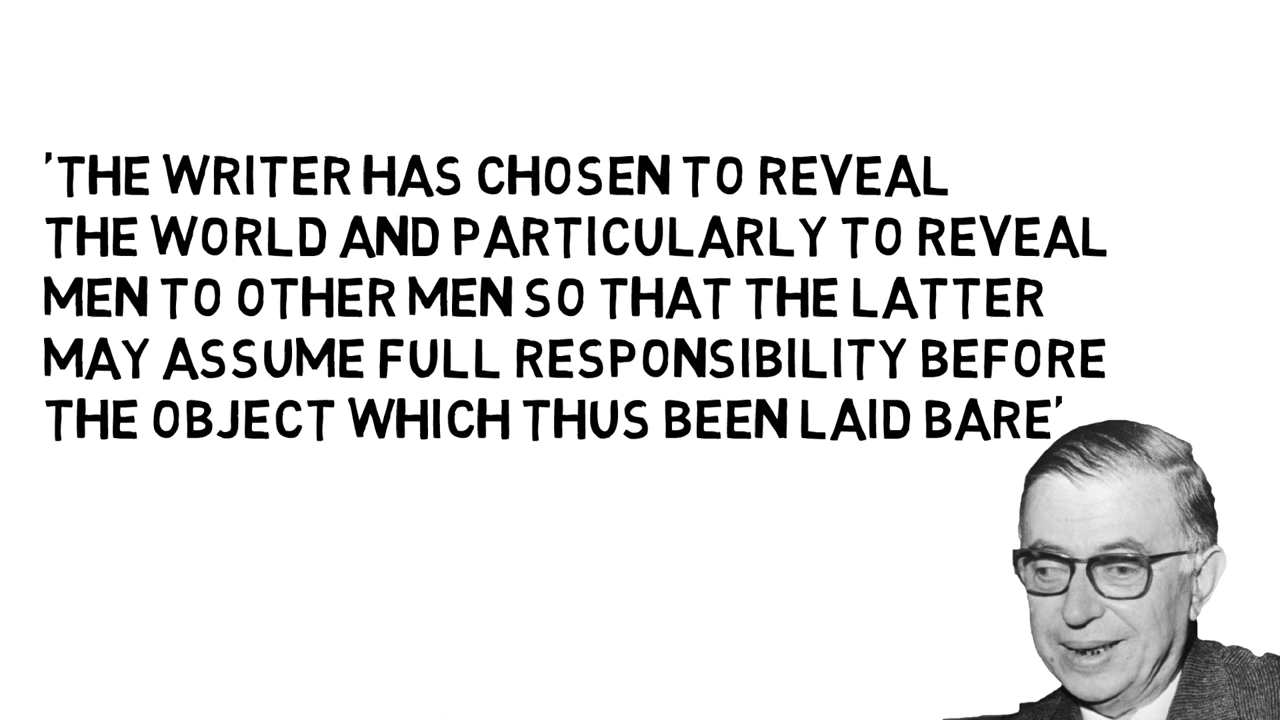 'THE WRITER HAS CHOSEN TO REVEAL
THE WORLD AND PARTICULARLY TO REVEAL
MEN TO OTHER MEN SO THAT THE LATTER
MAY ASSUME FULL RESPONSIBILITY BEFORE
THE OBJECT WHICH THUS BEEN LAID BARE'